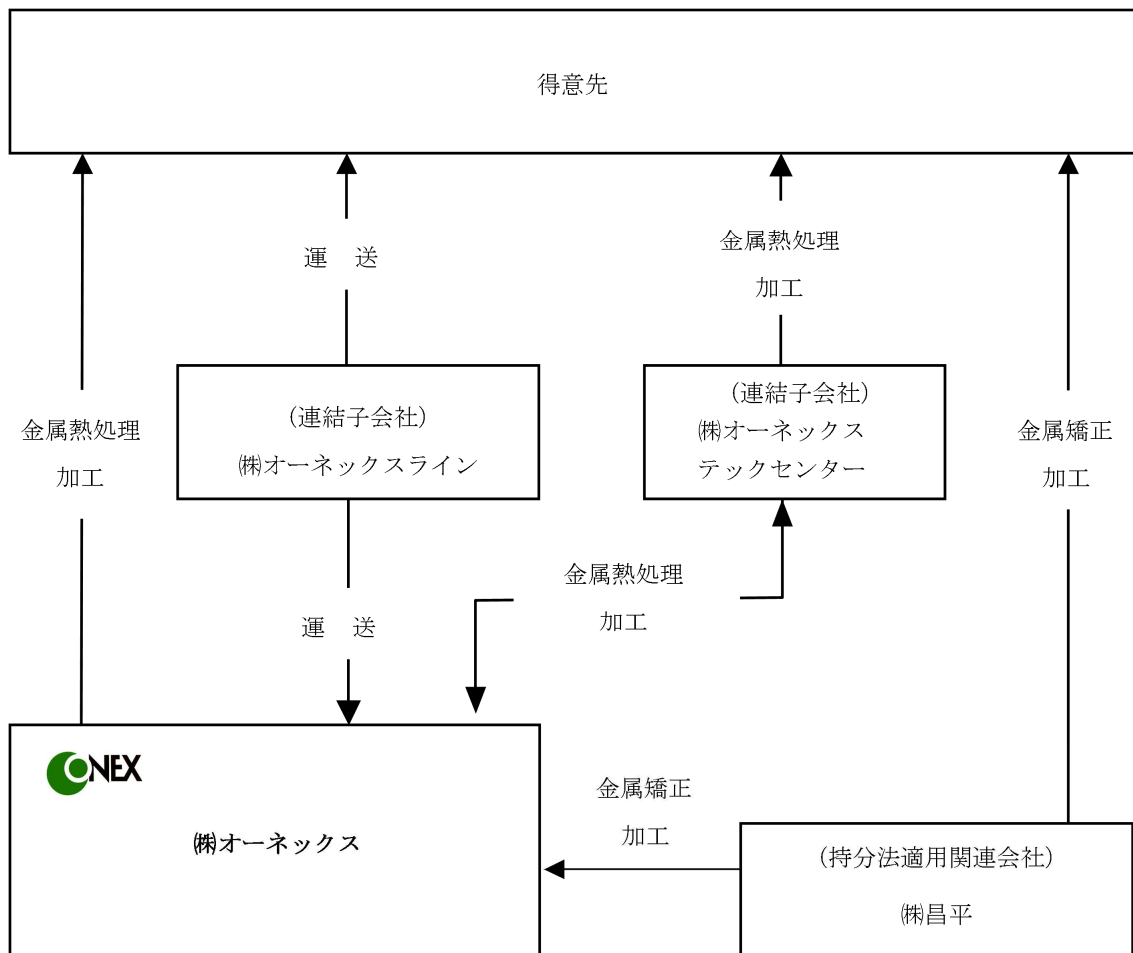 得意先
運 送
金属熱処理
加工
(連結子会社)
㈱オーネックスライン
(連結子会社)
㈱オーネックス
テックセンター
金属熱処理
加工
金属矯正
加工
金属熱処理
加工
運 送
ONEX
㈱オーネックス
金属矯正
加工
(持分法適用関連会社)
㈱昌平